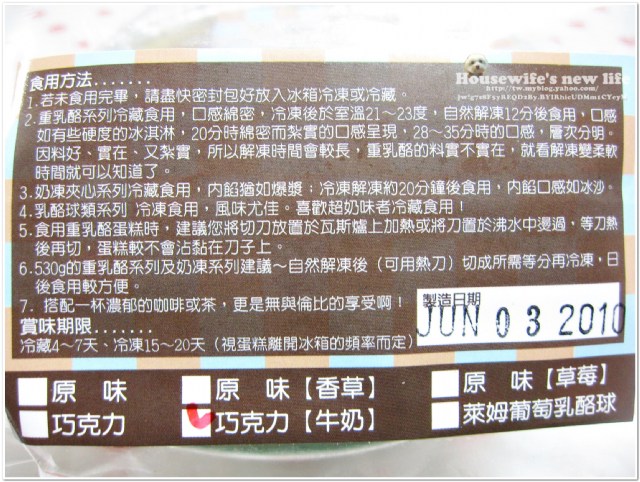 Housewife's new life
食用方法.......
1.若未食用完畢，請盡快密封包好放入冰箱冷凍或冷藏。
2.重乳酪系列冷藏食用，口感綿密，冷凍後於室溫21～23度，自然解凍12分後食用，口感
如有些硬度的冰淇淋，20分時綿密而紮實的口感呈現，28～35分時的口感，層次分明。
因料好、實在、又紮實，所以解凍時間會較長，重乳酪的料實不實在，就看解凍變柔軟
時間就可以知道了。
3.奶凍夾心系列冷藏食用，內餡猶如爆漿；冷凍解凍約20分鐘後食用，內餡口感如冰沙。
4.乳酪球類系列 冷凍食用，風味尤佳。喜歡超奶味者冷藏食用！
5.食用重乳酪蛋糕時，建議您將切刀放置於瓦斯爐上加熱或將刀置於沸水中燙過，等刀熱
後再切，蛋糕較不會沾黏在刀子上。
6.530g的重乳酪系列及奶凍系列建議～自然解凍後（可用熱刀）切成所需等分再冷凍，日
後食用較方便。
7. 搭配一杯濃郁的咖啡或茶，更是無與倫比的享受啊！
製造日期
JUN 03 2010
賞味期限.......
冷藏4～7天、冷凍15～20天（視蛋糕離開冰箱的頻率而定）
原 味 原 味【香草】 原 味【草莓】
巧克力 巧克力【牛奶】 萊姆葡萄乳酪球